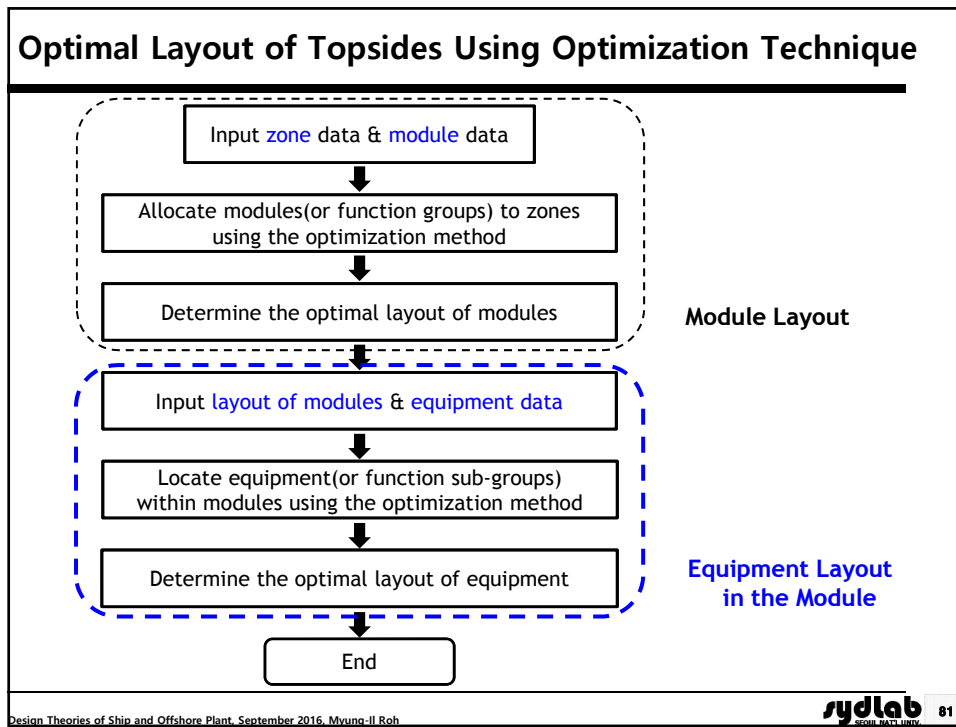 Optimal Layout of Topsides Using Optimization Technique
Input zone data & module data
Allocate modules(or function groups) to zones
using the optimization method
Determine the optimal layout of modules
Module Layout
Input layout of modules & equipment data
Locate equipment(or function sub-groups)
within modules using the optimization method
Determine the optimal layout of equipment
Equipment Layout
in the Module
End
Design Theories of Ship and Offshore Plant, September 2016, Myung-Il Roh
sydlab
SEOUL NAT'L UNIV.
81